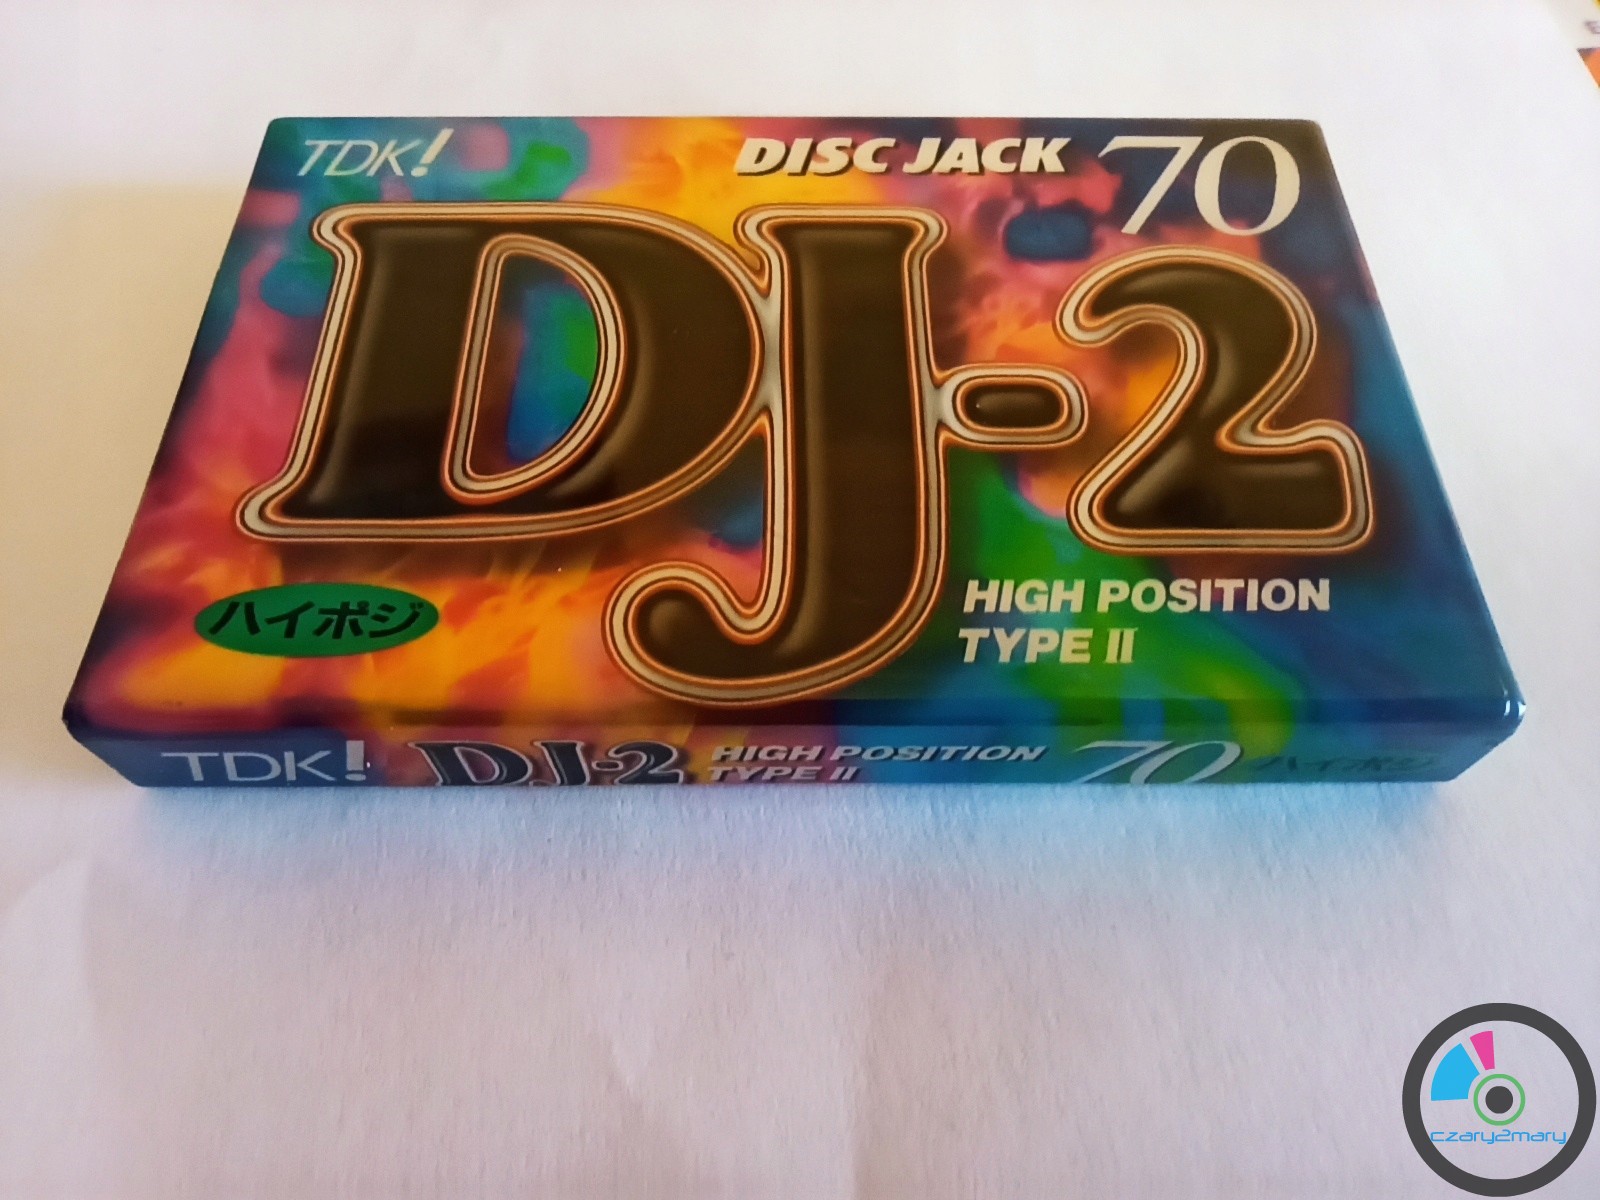 TDK! DISC JACK 70
DJ-2
ハイポジ
HIGH POSITION
TYPE II
TDK! DJ-2 HIGH POSITION
TYPE II
70 ハイポジ
czary2mary